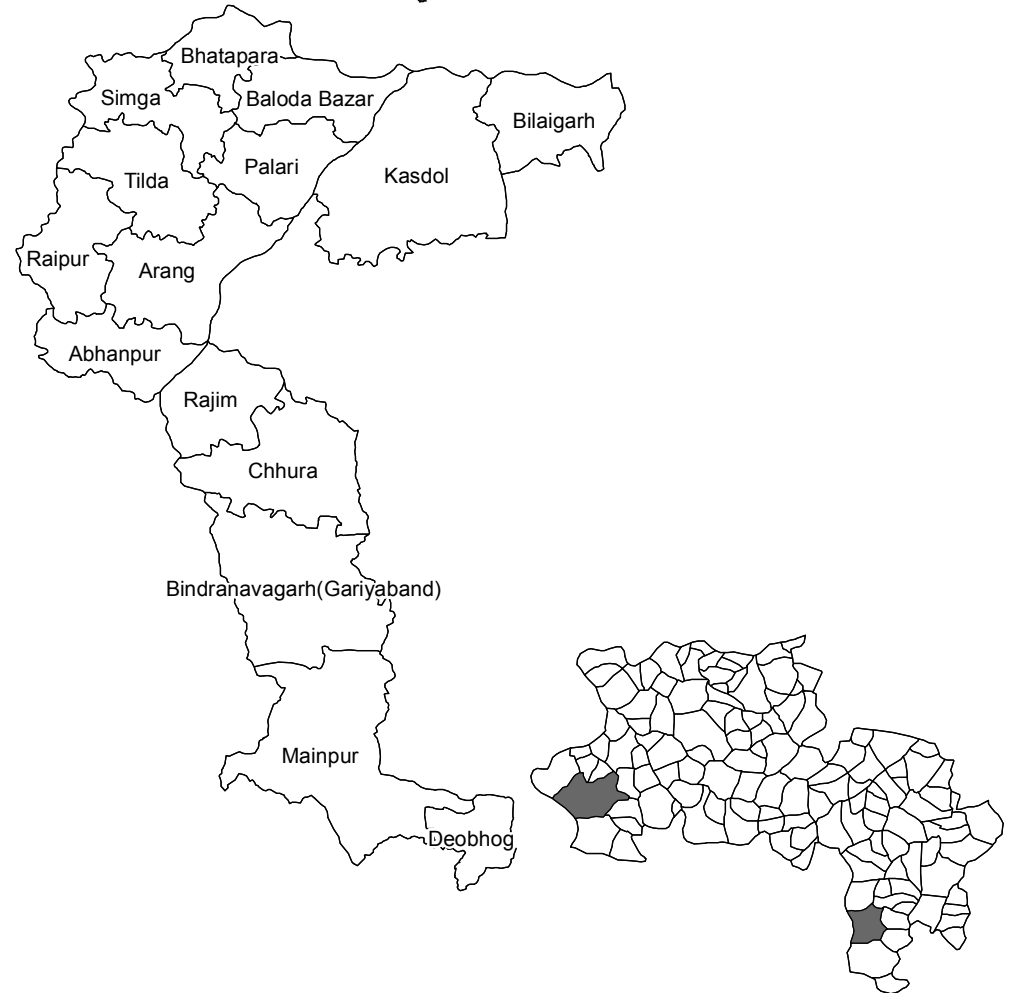 Bhatapara
Simga
Baloda Bazar
Bilaigarh
Palari
Kasdol
Tilda
Raipur
Arang
Abhanpur
Rajim
Chhura
Bindranavagarh(Gariyaband)
Mainpur
Deobhog